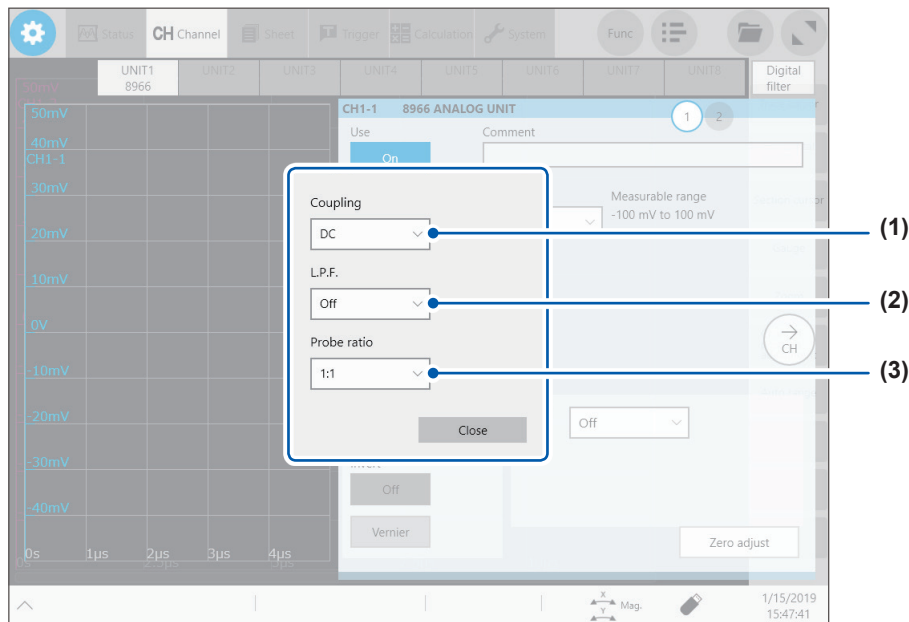 Status CH Channel Sheet Trigger Calculation System Func
UNIT1 UNIT2 UNIT3 UNIT4 UNIT5 UNIT6 UNIT7 UNIT8 Digital
8966 filter
50mV
50mV CH1-1 8966 ANALOG UNIT 1 2
Use Comment
40mV On
CH1-1
30mV Measurable range
Coupling -100 mV to 100 mV
20mV DC (1)
L.P.F.
10mV
Off (2)
0V CH
Probe ratio
-10mV 1:1 (3)
-20mV Close Off
-30mV
Invert
Off
-40mV
Vernier Zero adjust
0s 1µs 2µs 3µs 4µs
Mag. 1/15/2019
15:47:41